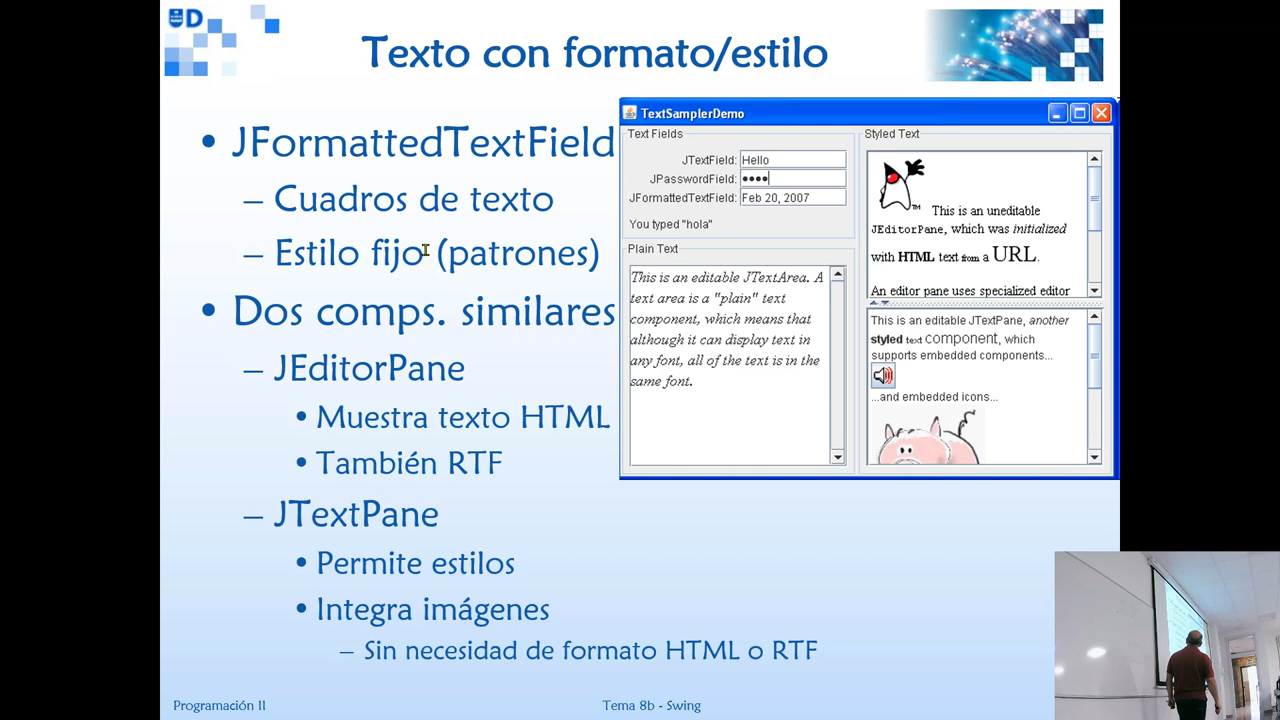 UD
Texto con formato/estilo
• JFormattedTextField
– Cuadros de texto
– Estilo fijo (patrones)
• Dos comps. similares
– JEditorPane
• Muestra texto HTML
• También RTF
– JTextPane
• Permite estilos
• Integra imágenes
– Sin necesidad de formato HTML o RTF
TextSamplerDemo
Text Fields
JTextField: Hello
JPasswordField: ••••
JFormattedTextField: Feb 20, 2007
You typed "hola"
Plain Text
This is an editable JTextArea. A
text area is a "plain" text
component, which means that
although it can display text in
any font, all of the text is in the
same font.
Styled Text
TM This is an uneditable
JEditorPane, which was initialized
with HTML text from a URL.
An editor pane uses specialized editor
This is an editable JTextPane, another
styled text component, which
supports embedded components...
...and embedded icons...
Programación II
Tema 8b - Swing